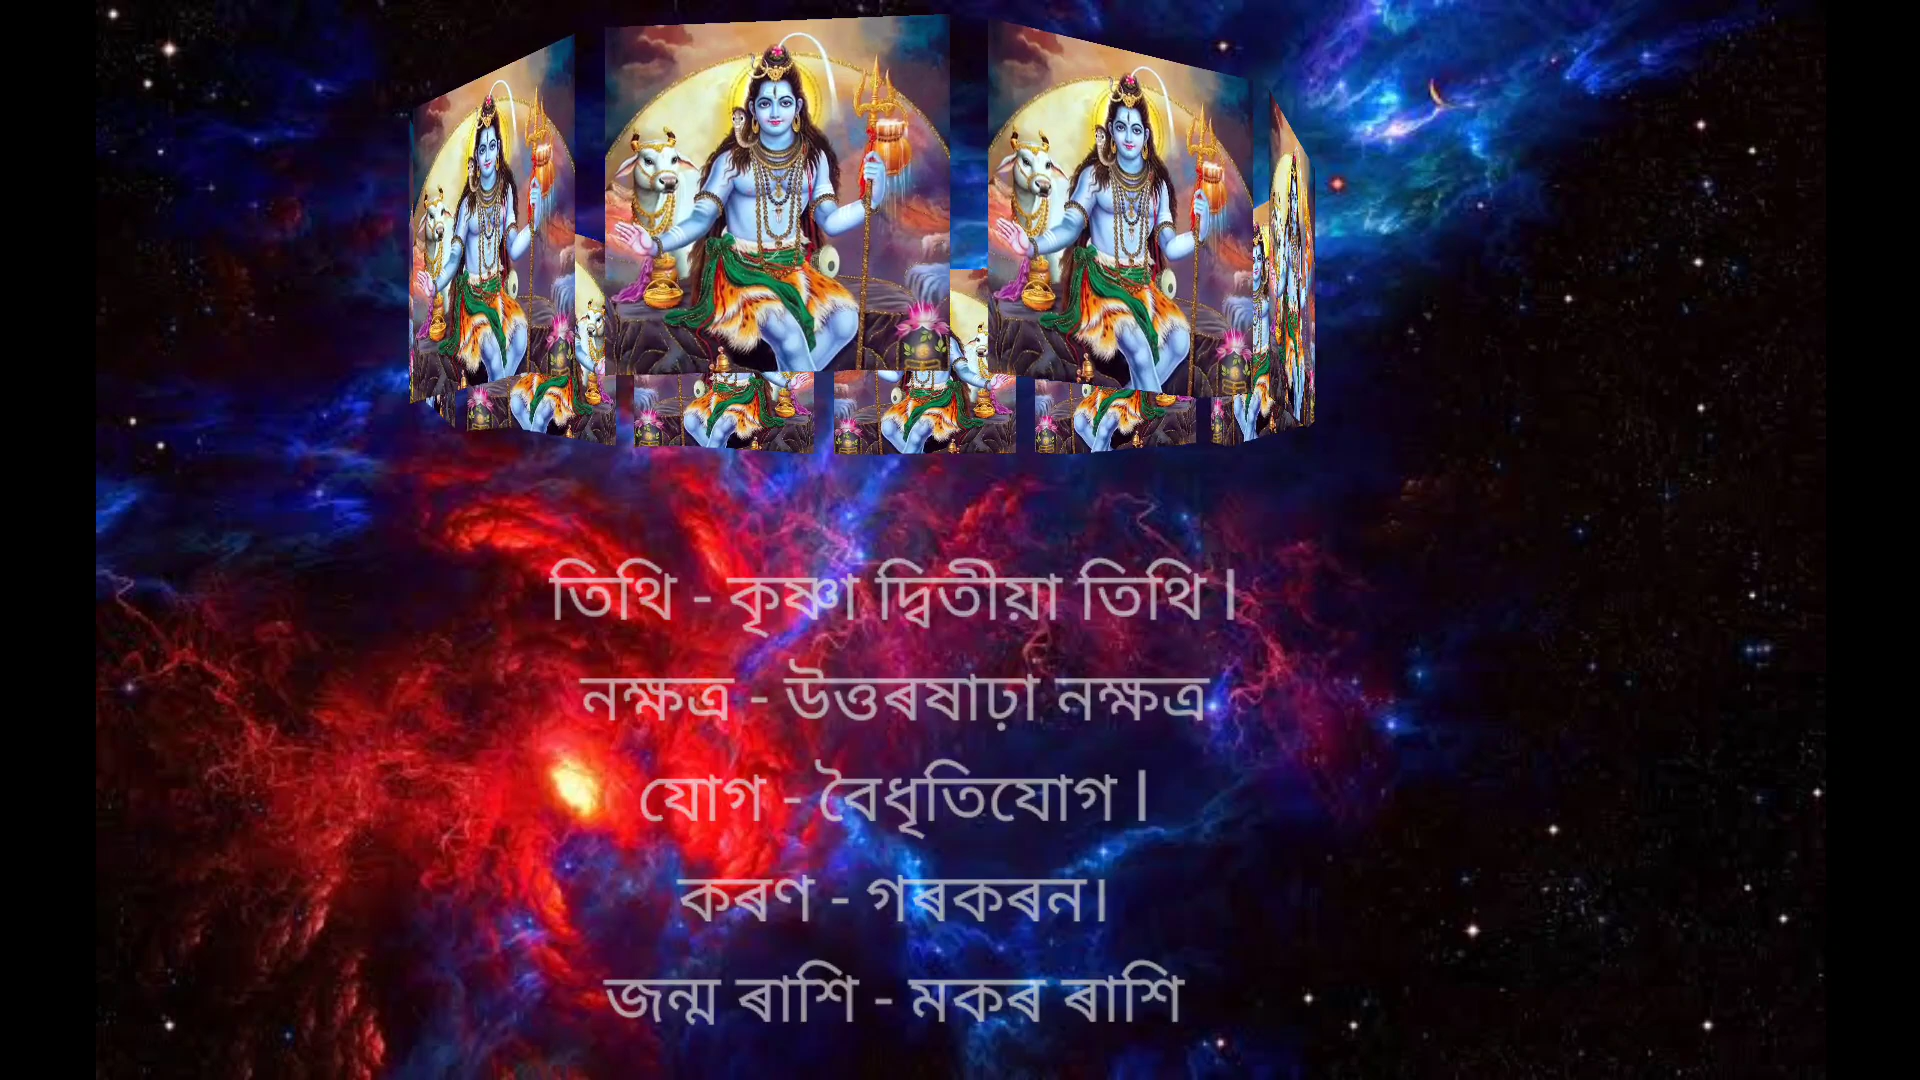 তিথি - কৃষ্ণা দ্বিতীয়া তিথি l
নক্ষত্ৰ - উত্তৰষাঢ়া নক্ষত্ৰ
যোগ - বৈধৃতিযোগ l
কৰণ - গৰকৰন।
জন্ম ৰাশি - মকৰ ৰাশি